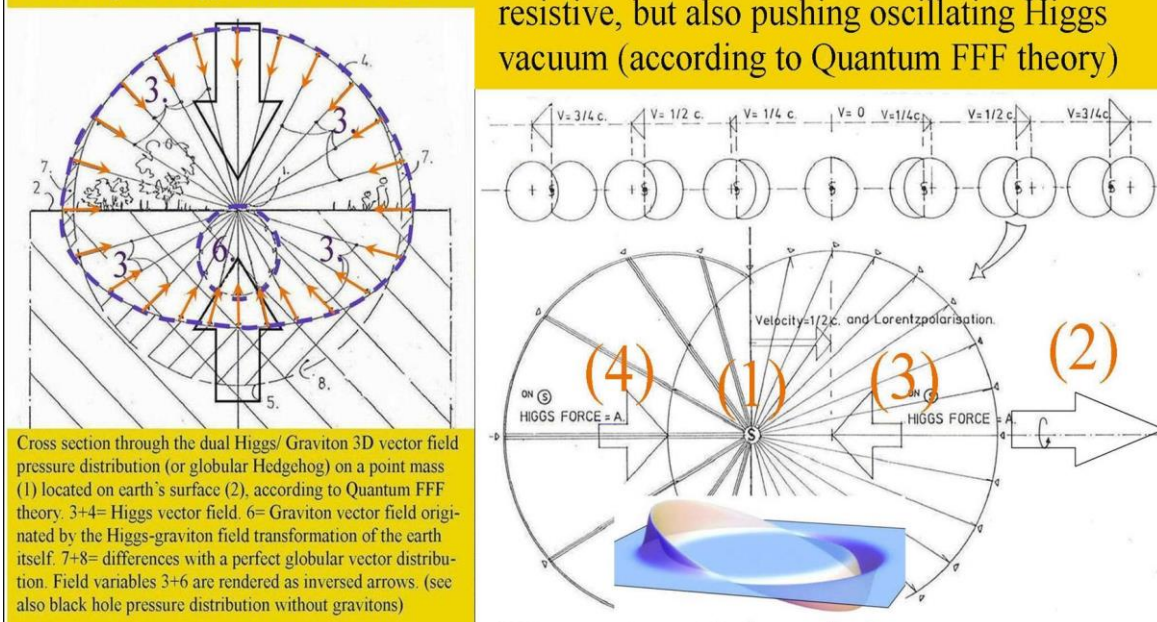 resistive, but also pushing oscillating Higgs
vacuum (according to Quantum FFF theory)
4.
3.
3.
7.
7.
2.
1.
3.
6.
3.
8.
5.
Cross section through the dual Higgs/ Graviton 3D vector field
pressure distribution (or globular Hedgehog) on a point mass
(1) located on earth's surface (2), according to Quantum FFF
theory. 3+4= Higgs vector field. 6= Graviton vector field origi-
nated by the Higgs-graviton field transformation of the earth
itself. 7+8= differences with a perfect globular vector distribu-
tion. Field variables 3+6 are rendered as inversed arrows. (see
also black hole pressure distribution without gravitons)
V= 3/4 c. V= 1/2 c. V= 1/4 c. V= 0 V=1/4c. V=1/2c. V=3/4c.
S S S S S S S
Velocity=1/2 c. and Lorentzpolarisation.
(4) (1) (3) (2)
ON S
HIGGS FORCE = A.
S
ON S
HIGGS FORCE = A.